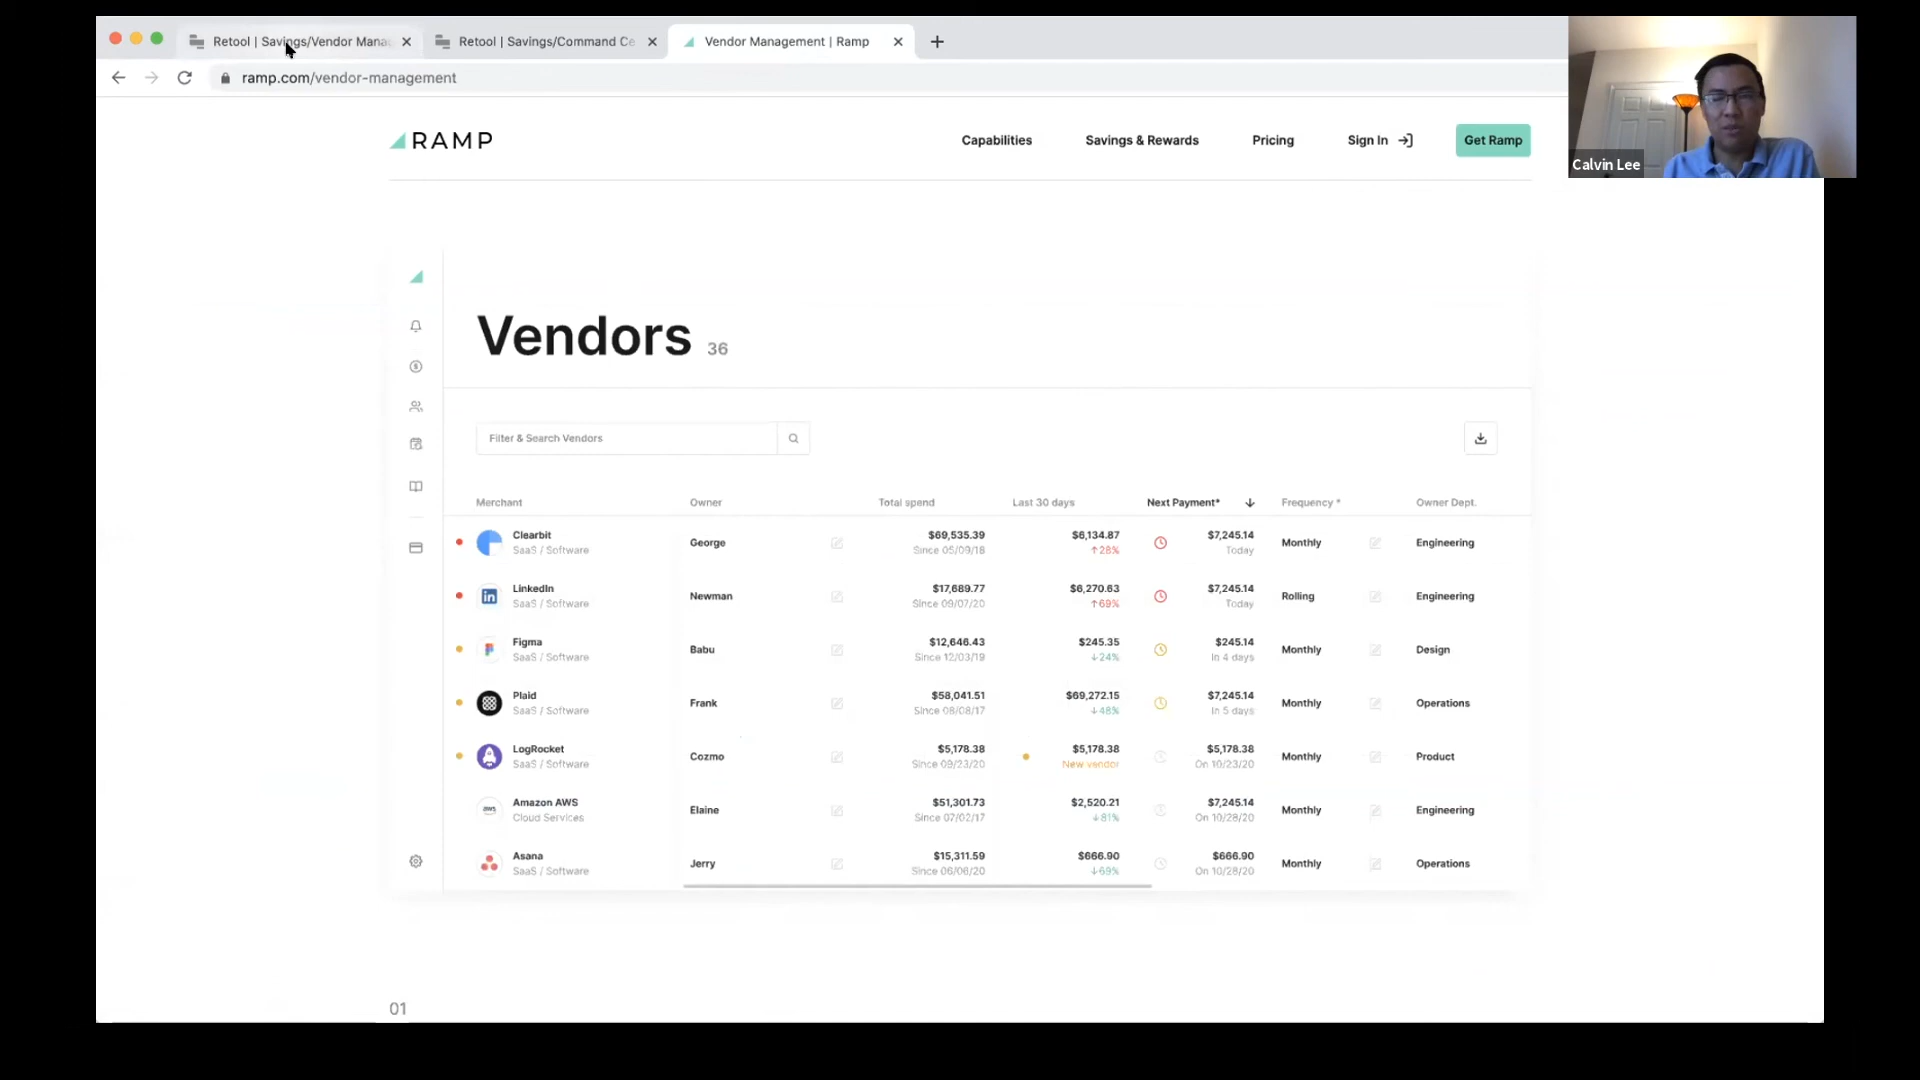 Retool | Savings/Vendor Mana
Retool | Savings/Command Ce
Vendor Management | Ramp
ramp.com/vendor-management
Calvin Lee
RAMP
Capabilities
Savings & Rewards
Pricing
Sign In
Get Ramp
Vendors 36
Filter & Search Vendors
Merchant Owner Total spend Last 30 days Next Payment* Frequency * Owner Dept.
Clearbit George $69,535.39 $6,134.87 $7,245.14 Monthly Engineering
SaaS / Software Since 05/09/18 ↑28% Today
LinkedIn Newman $17,689.77 $6,270.63 $7,245.14 Rolling Engineering
SaaS / Software Since 09/07/20 ↑69% Today
Figma Babu $12,646.43 $245.35 $245.14 Monthly Design
SaaS / Software Since 12/03/19 ↓24% In 4 days
Plaid Frank $58,041.51 $69,272.15 $7,245.14 Monthly Operations
SaaS / Software Since 08/08/17 ↓48% In 5 days
LogRocket Cozmo $5,178.38 $5,178.38 $5,178.38 Monthly Product
SaaS / Software Since 09/23/20 New vendor On 10/23/20
aws Amazon AWS Elaine $51,301.73 $2,520.21 $7,245.14 Monthly Engineering
Cloud Services Since 07/02/17 ↓81% On 10/28/20
Asana Jerry $15,311.59 $666.90 $666.90 Monthly Operations
SaaS / Software Since 06/06/20 ↓69% On 10/28/20
01